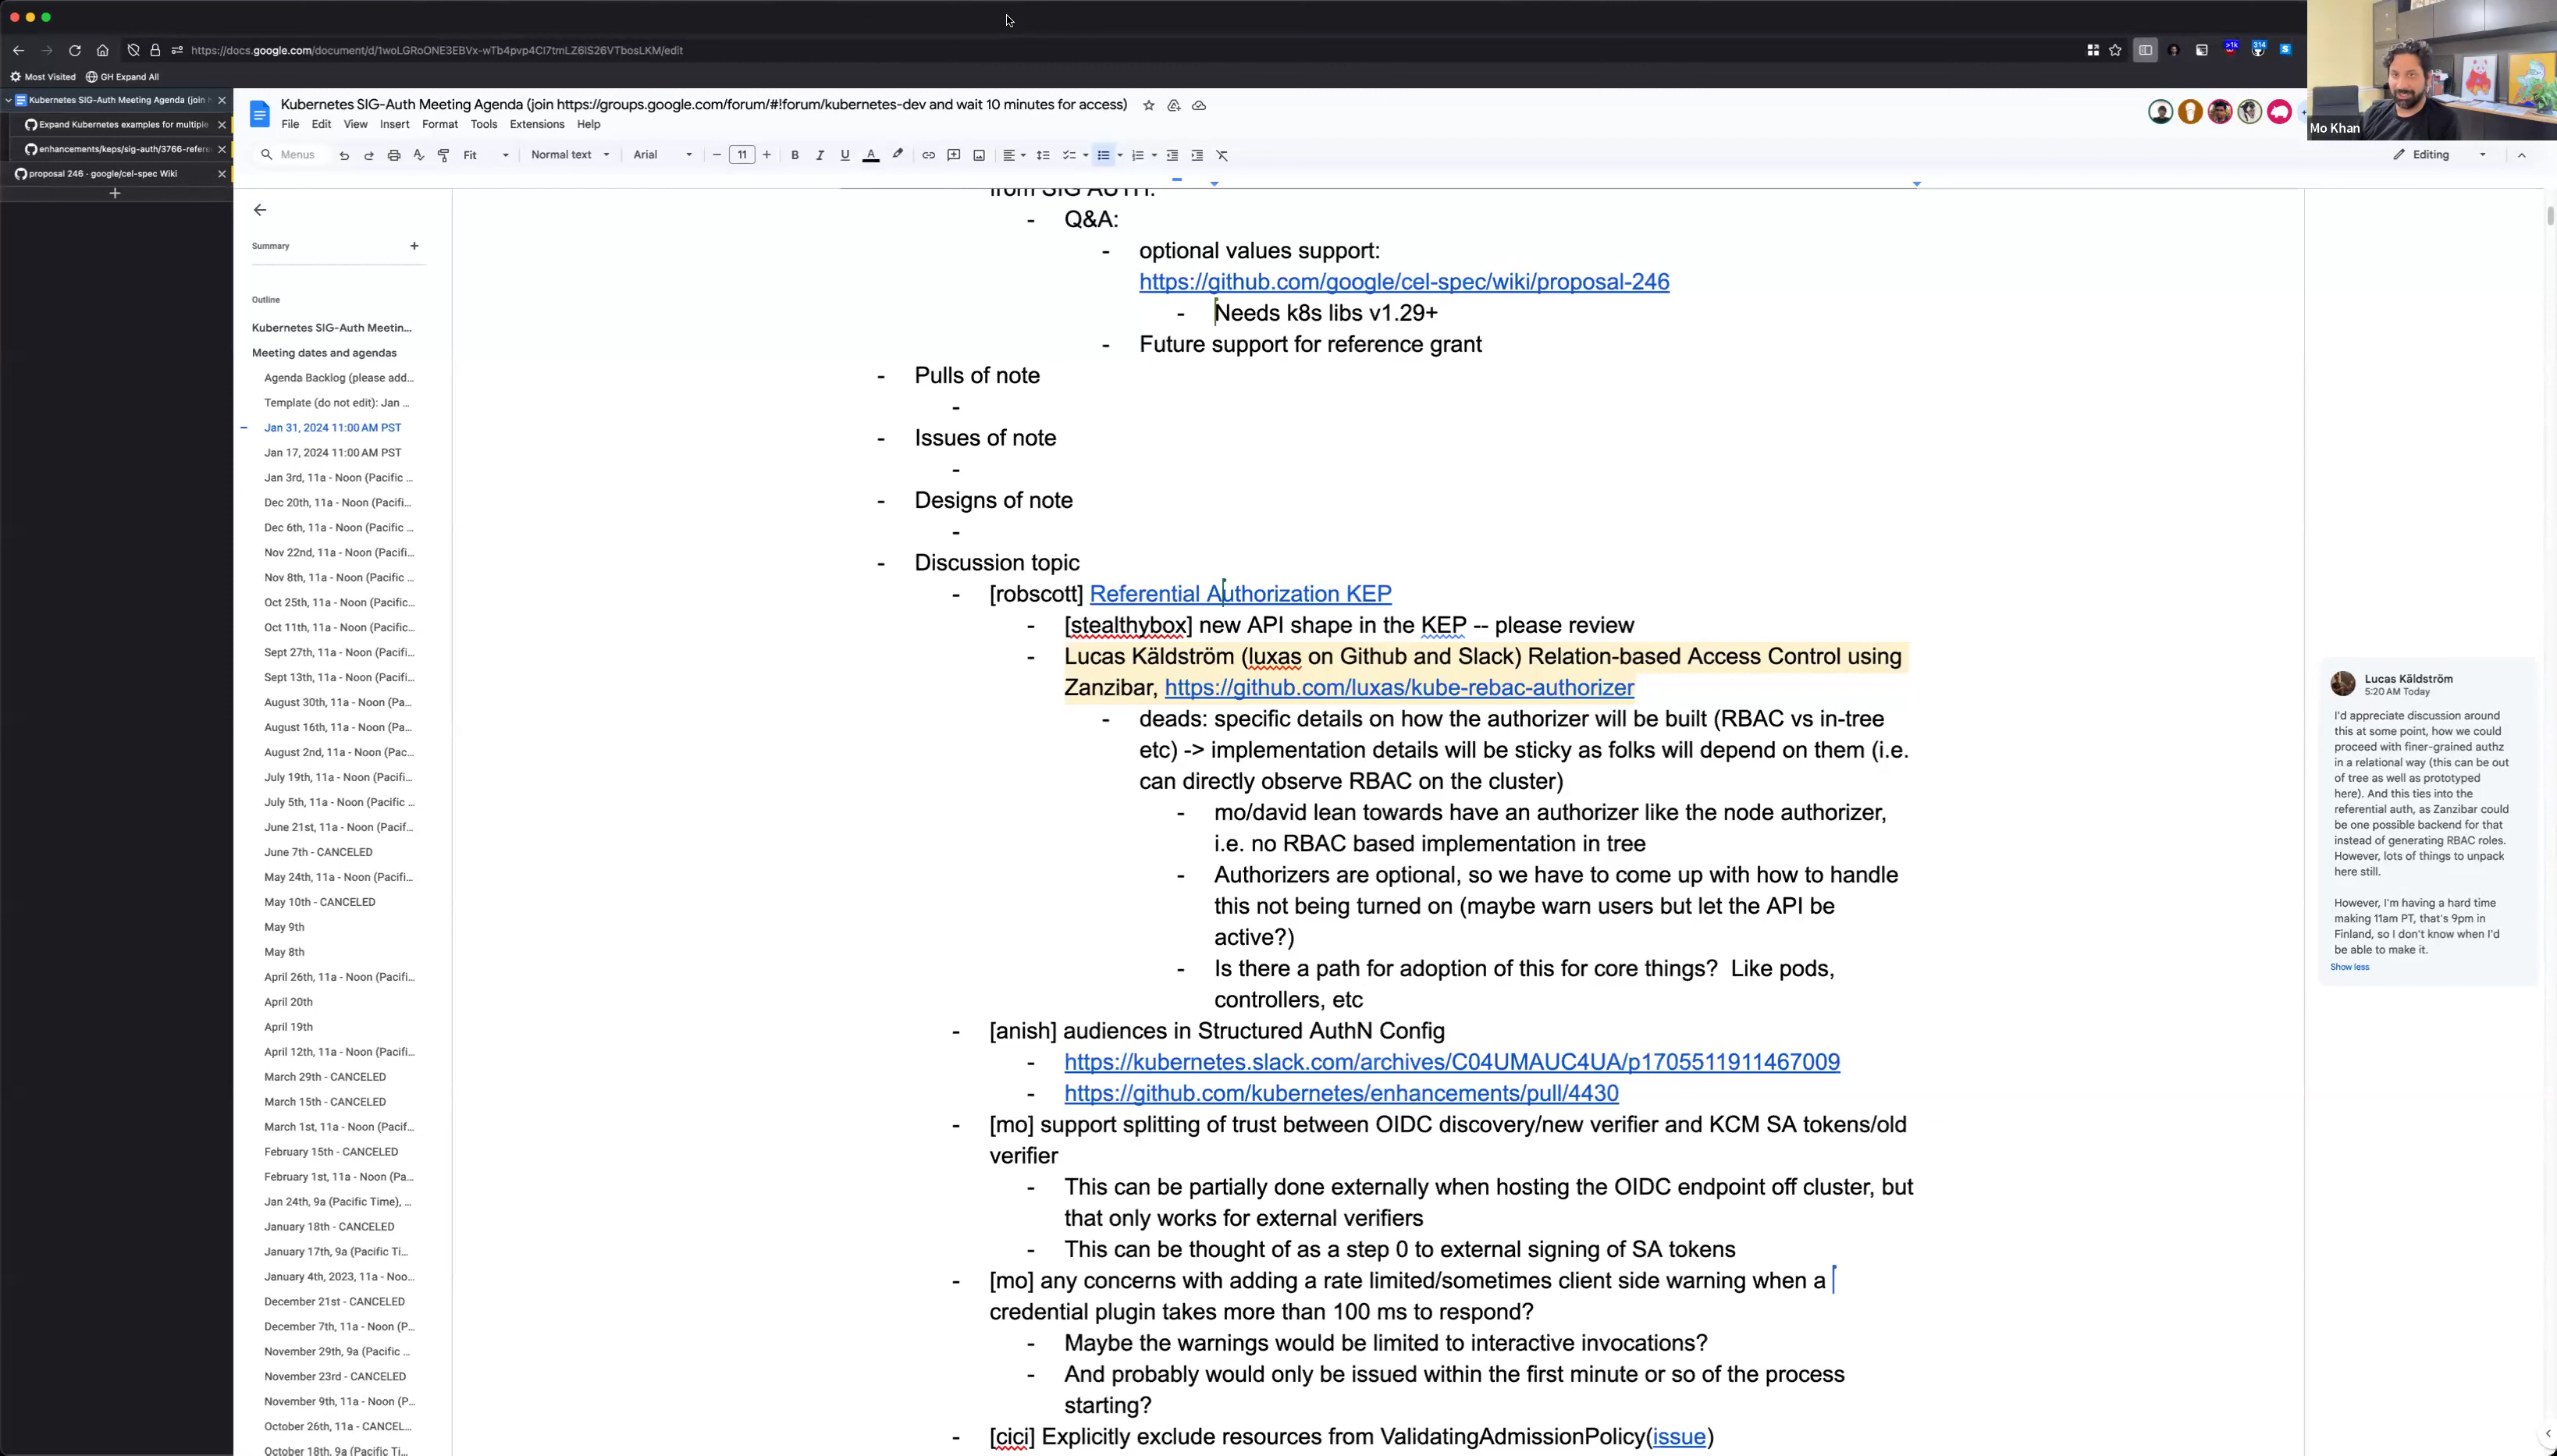 https://docs.google.com/document/d/1woLGRoONE3EBVx-wTb4pvp4Cl7tmLZ6lS26VTbosLKM/edit
>1k
314
Most Visited
GH Expand All
Mo Khan
Kubernetes SIG-Auth Meeting Agenda (join h
Expand Kubernetes examples for multiple
enhancements/keps/sig-auth/3766-refere
proposal 246 · google/cel-spec Wiki
Kubernetes SIG-Auth Meeting Agenda (join https://groups.google.com/forum/#!forum/kubernetes-dev and wait 10 minutes for access)
File Edit View Insert Format Tools Extensions Help
Menus Fit Normal text Arial 11 Editing
Summary
Outline
Kubernetes SIG-Auth Meetin...
Meeting dates and agendas
Agenda Backlog (please add...
Template (do not edit): Jan ...
Jan 31, 2024 11:00 AM PST
Jan 17, 2024 11:00 AM PST
Jan 3rd, 11a - Noon (Pacific ...
Dec 20th, 11a - Noon (Pacifi...
Dec 6th, 11a - Noon (Pacific ...
Nov 22nd, 11a - Noon (Pacifi...
Nov 8th, 11a - Noon (Pacific ...
Oct 25th, 11a - Noon (Pacifi...
Oct 11th, 11a - Noon (Pacifi...
Sept 27th, 11a - Noon (Pacif...
Sept 13th, 11a - Noon (Pacif...
August 30th, 11a - Noon (Pa...
August 16th, 11a - Noon (Pa...
August 2nd, 11a - Noon (Pac...
July 19th, 11a - Noon (Pacifi...
July 5th, 11a - Noon (Pacific ...
June 21st, 11a - Noon (Pacif...
June 7th - CANCELED
May 24th, 11a - Noon (Pacifi...
May 10th - CANCELED
May 9th
May 8th
April 26th, 11a - Noon (Pacifi...
April 20th
April 19th
April 12th, 11a - Noon (Pacifi...
March 29th - CANCELED
March 15th - CANCELED
March 1st, 11a - Noon (Pacif...
February 15th - CANCELED
February 1st, 11a - Noon (Pa...
Jan 24th, 9a (Pacific Time), ...
January 18th - CANCELED
January 17th, 9a (Pacific Ti...
January 4th, 2023, 11a - Noo...
December 21st - CANCELED
December 7th, 11a - Noon (P...
November 29th, 9a (Pacific ...
November 23rd - CANCELED
November 9th, 11a - Noon (P...
October 26th, 11a - CANCEL...
October 18th, 9a (Pacific Ti...
from SIG AUTH:
- Q&A:
- optional values support:
https://github.com/google/cel-spec/wiki/proposal-246
- Needs k8s libs v1.29+
- Future support for reference grant
- Pulls of note
-
- Issues of note
-
- Designs of note
-
- Discussion topic
- [robscott] Referential Authorization KEP
- [stealthybox] new API shape in the KEP -- please review
- Lucas Käldström (luxas on Github and Slack) Relation-based Access Control using
Zanzibar, https://github.com/luxas/kube-rebac-authorizer
- deads: specific details on how the authorizer will be built (RBAC vs in-tree
etc) -> implementation details will be sticky as folks will depend on them (i.e.
can directly observe RBAC on the cluster)
- mo/david lean towards have an authorizer like the node authorizer,
i.e. no RBAC based implementation in tree
- Authorizers are optional, so we have to come up with how to handle
this not being turned on (maybe warn users but let the API be
active?)
- Is there a path for adoption of this for core things? Like pods,
controllers, etc
- [anish] audiences in Structured AuthN Config
- https://kubernetes.slack.com/archives/C04UMAUC4UA/p1705511911467009
- https://github.com/kubernetes/enhancements/pull/4430
- [mo] support splitting of trust between OIDC discovery/new verifier and KCM SA tokens/old
verifier
- This can be partially done externally when hosting the OIDC endpoint off cluster, but
that only works for external verifiers
- This can be thought of as a step 0 to external signing of SA tokens
- [mo] any concerns with adding a rate limited/sometimes client side warning when a
credential plugin takes more than 100 ms to respond?
- Maybe the warnings would be limited to interactive invocations?
- And probably would only be issued within the first minute or so of the process
starting?
- [cici] Explicitly exclude resources from ValidatingAdmissionPolicy(issue)
Lucas Käldström
5:20 AM Today
I'd appreciate discussion around
this at some point, how we could
proceed with finer-grained authz
in a relational way (this can be out
of tree as well as prototyped
here). And this ties into the
referential auth, as Zanzibar could
be one possible backend for that
instead of generating RBAC roles.
However, lots of things to unpack
here still.
However, I'm having a hard time
making 11am PT, that's 9pm in
Finland, so I don't know when I'd
be able to make it.
Show less